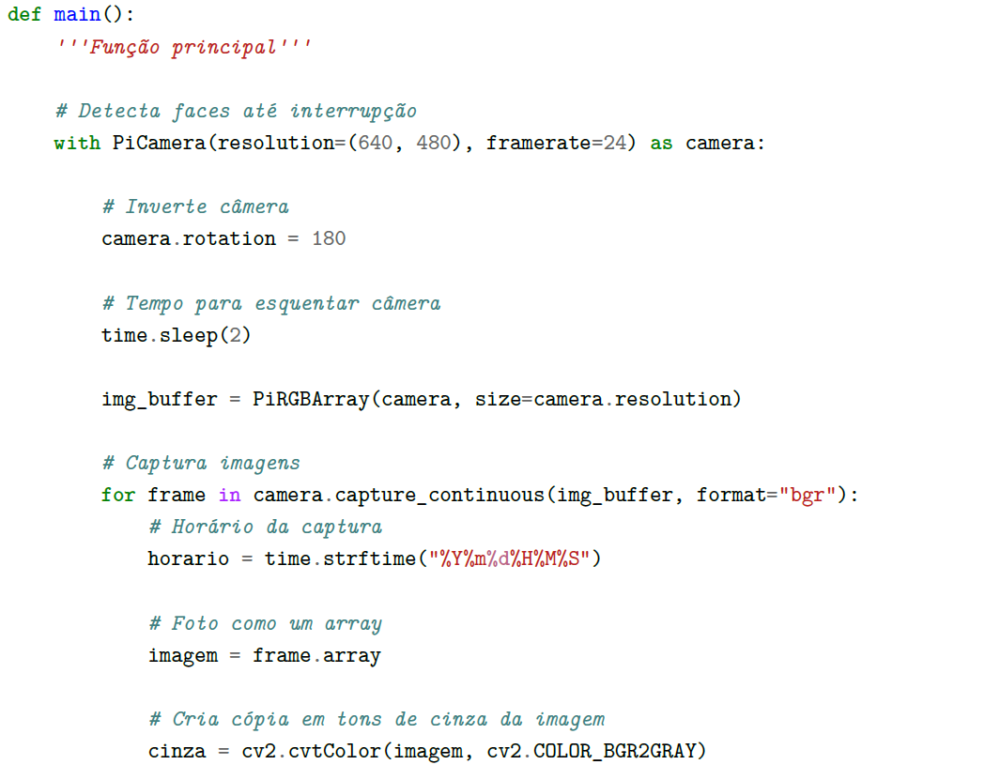 def main():
    '''Função principal'''

    # Detecta faces até interrupção
    with PiCamera(resolution=(640, 480), framerate=24) as camera:

        # Inverte câmera
        camera.rotation = 180

        # Tempo para esquentar câmera
        time.sleep(2)

        img_buffer = PiRGBArray(camera, size=camera.resolution)

        # Captura imagens
        for frame in camera.capture_continuous(img_buffer, format="bgr"):
            # Horário da captura
            horario = time.strftime("%Y%m%d%H%M%S")

            # Foto como um array
            imagem = frame.array

            # Cria cópia em tons de cinza da imagem
            cinza = cv2.cvtColor(imagem, cv2.COLOR_BGR2GRAY)